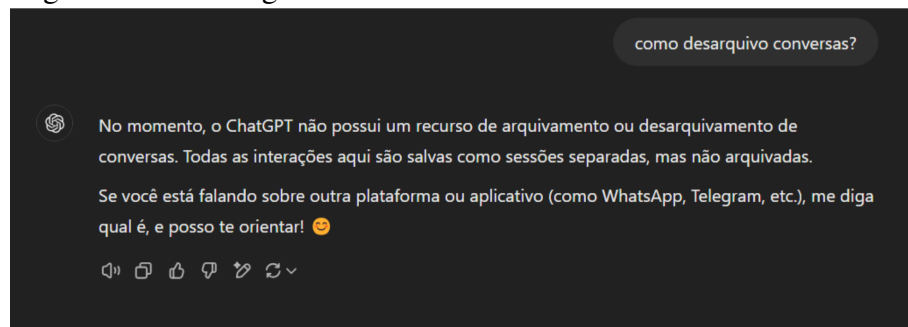 como desarquivo conversas?
No momento, o ChatGPT não possui um recurso de arquivamento ou desarquivamento de
conversas. Todas as interações aqui são salvas como sessões separadas, mas não arquivadas.
Se você está falando sobre outra plataforma ou aplicativo (como WhatsApp, Telegram, etc.), me diga
qual é, e posso te orientar! 😊